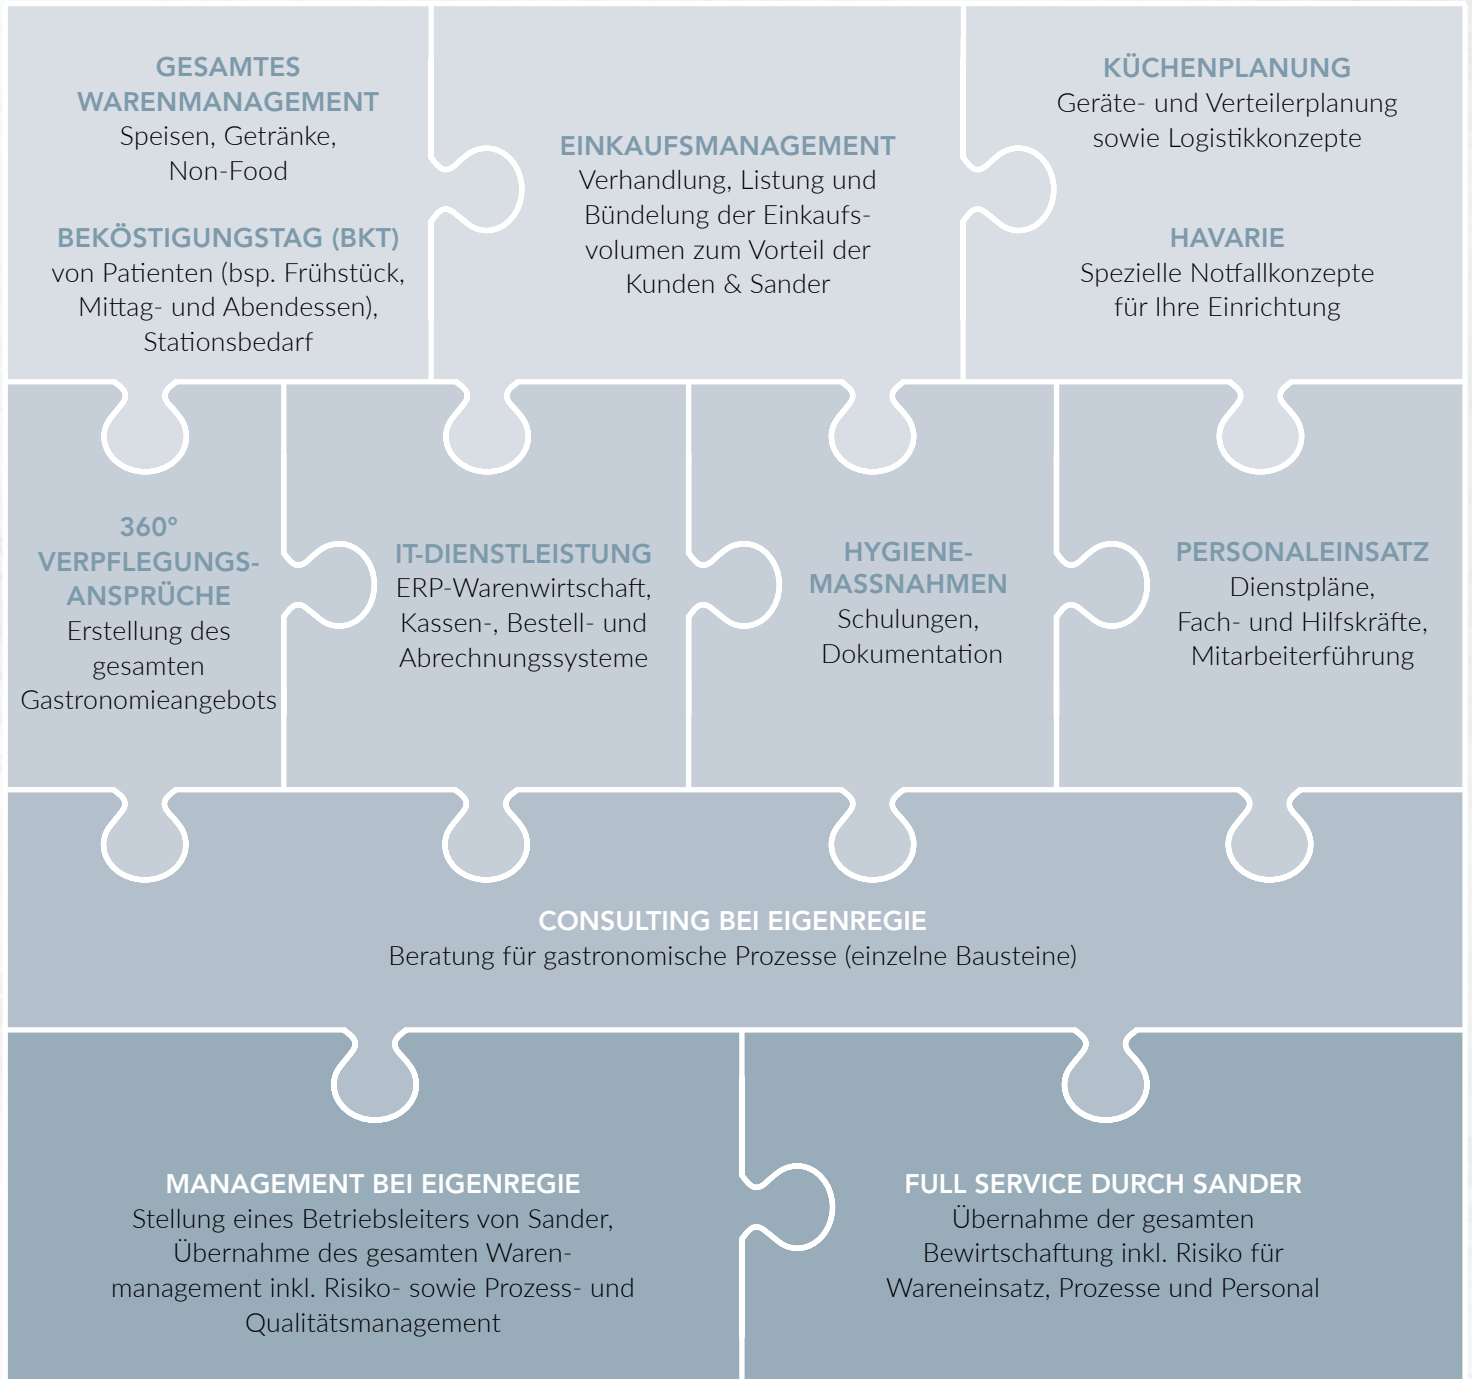 GESAMTES
WARENMANAGEMENT
Speisen, Getränke,
Non-Food
BEKÖSTIGUNGSTAG (BKT)
von Patienten (bsp. Frühstück,
Mittag- und Abendessen),
Stationsbedarf
EINKAUFSMANAGEMENT
Verhandlung, Listung und
Bündelung der Einkaufs-
volumen zum Vorteil der
Kunden & Sander
KÜCHENPLANUNG
Geräte- und Verteilerplanung
sowie Logistikkonzepte
HAVARIE
Spezielle Notfallkonzepte
für Ihre Einrichtung
360°
VERPFLEGUNGS-
ANSPRÜCHE
Erstellung des
gesamten
Gastronomieangebots
IT-DIENSTLEISTUNG
ERP-Warenwirtschaft,
Kassen-, Bestell- und
Abrechnungssysteme
HYGIENE-
MASSNAHMEN
Schulungen,
Dokumentation
PERSONALEINSATZ
Dienstpläne,
Fach- und Hilfskräfte,
Mitarbeiterführung
CONSULTING BEI EIGENREGIE
Beratung für gastronomische Prozesse (einzelne Bausteine)
MANAGEMENT BEI EIGENREGIE
Stellung eines Betriebsleiters von Sander,
Übernahme des gesamten Waren-
management inkl. Risiko- sowie Prozess- und
Qualitätsmanagement
FULL SERVICE DURCH SANDER
Übernahme der gesamten
Bewirtschaftung inkl. Risiko für
Wareneinsatz, Prozesse und Personal